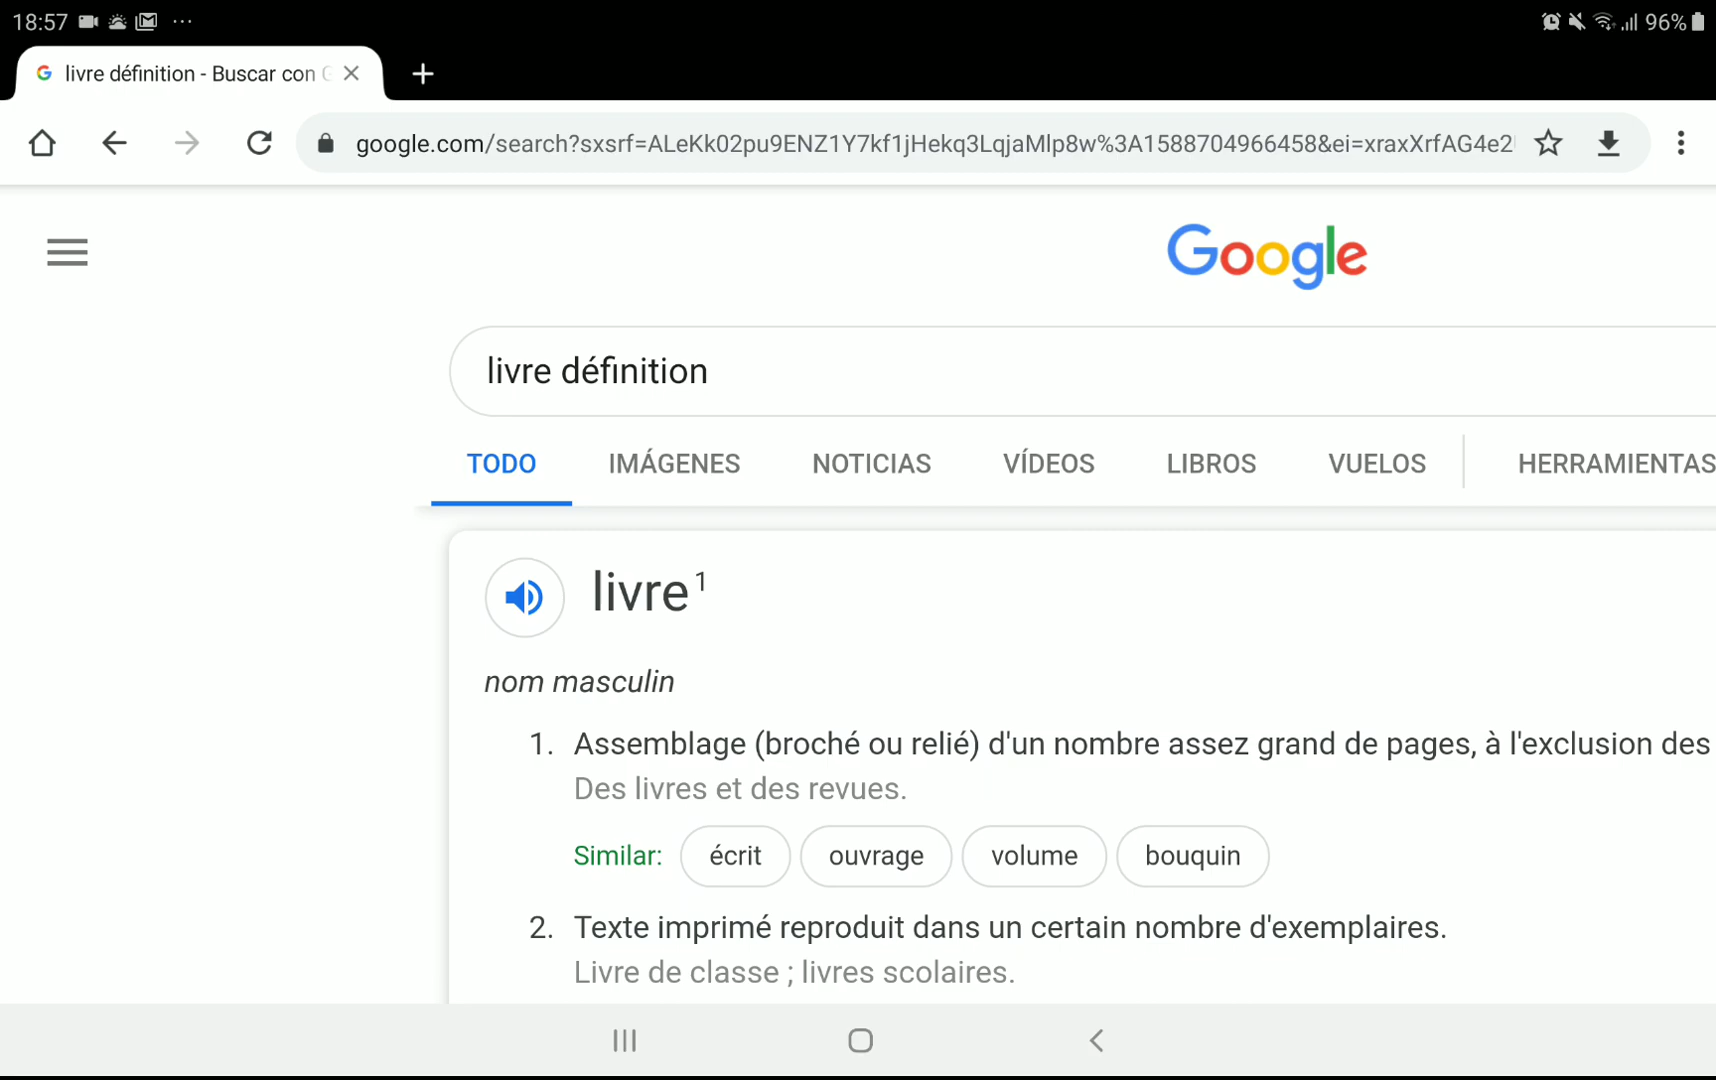 18:57 ... 96%
livre définition - Buscar con
google.com/search?sxsrf=ALeKk02pu9ENZ1Y7kf1jHekq3LqjaMlp8w%3A1588704966458&ei=xraxXrfAG4e2
Google
livre définition
TODO IMÁGENES NOTICIAS VÍDEOS LIBROS VUELOS HERRAMIENTAS
livre¹
nom masculin
1. Assemblage (broché ou relié) d'un nombre assez grand de pages, à l'exclusion des
Des livres et des revues.
Similar: écrit ouvrage volume bouquin
2. Texte imprimé reproduit dans un certain nombre d'exemplaires.
Livre de classe ; livres scolaires.